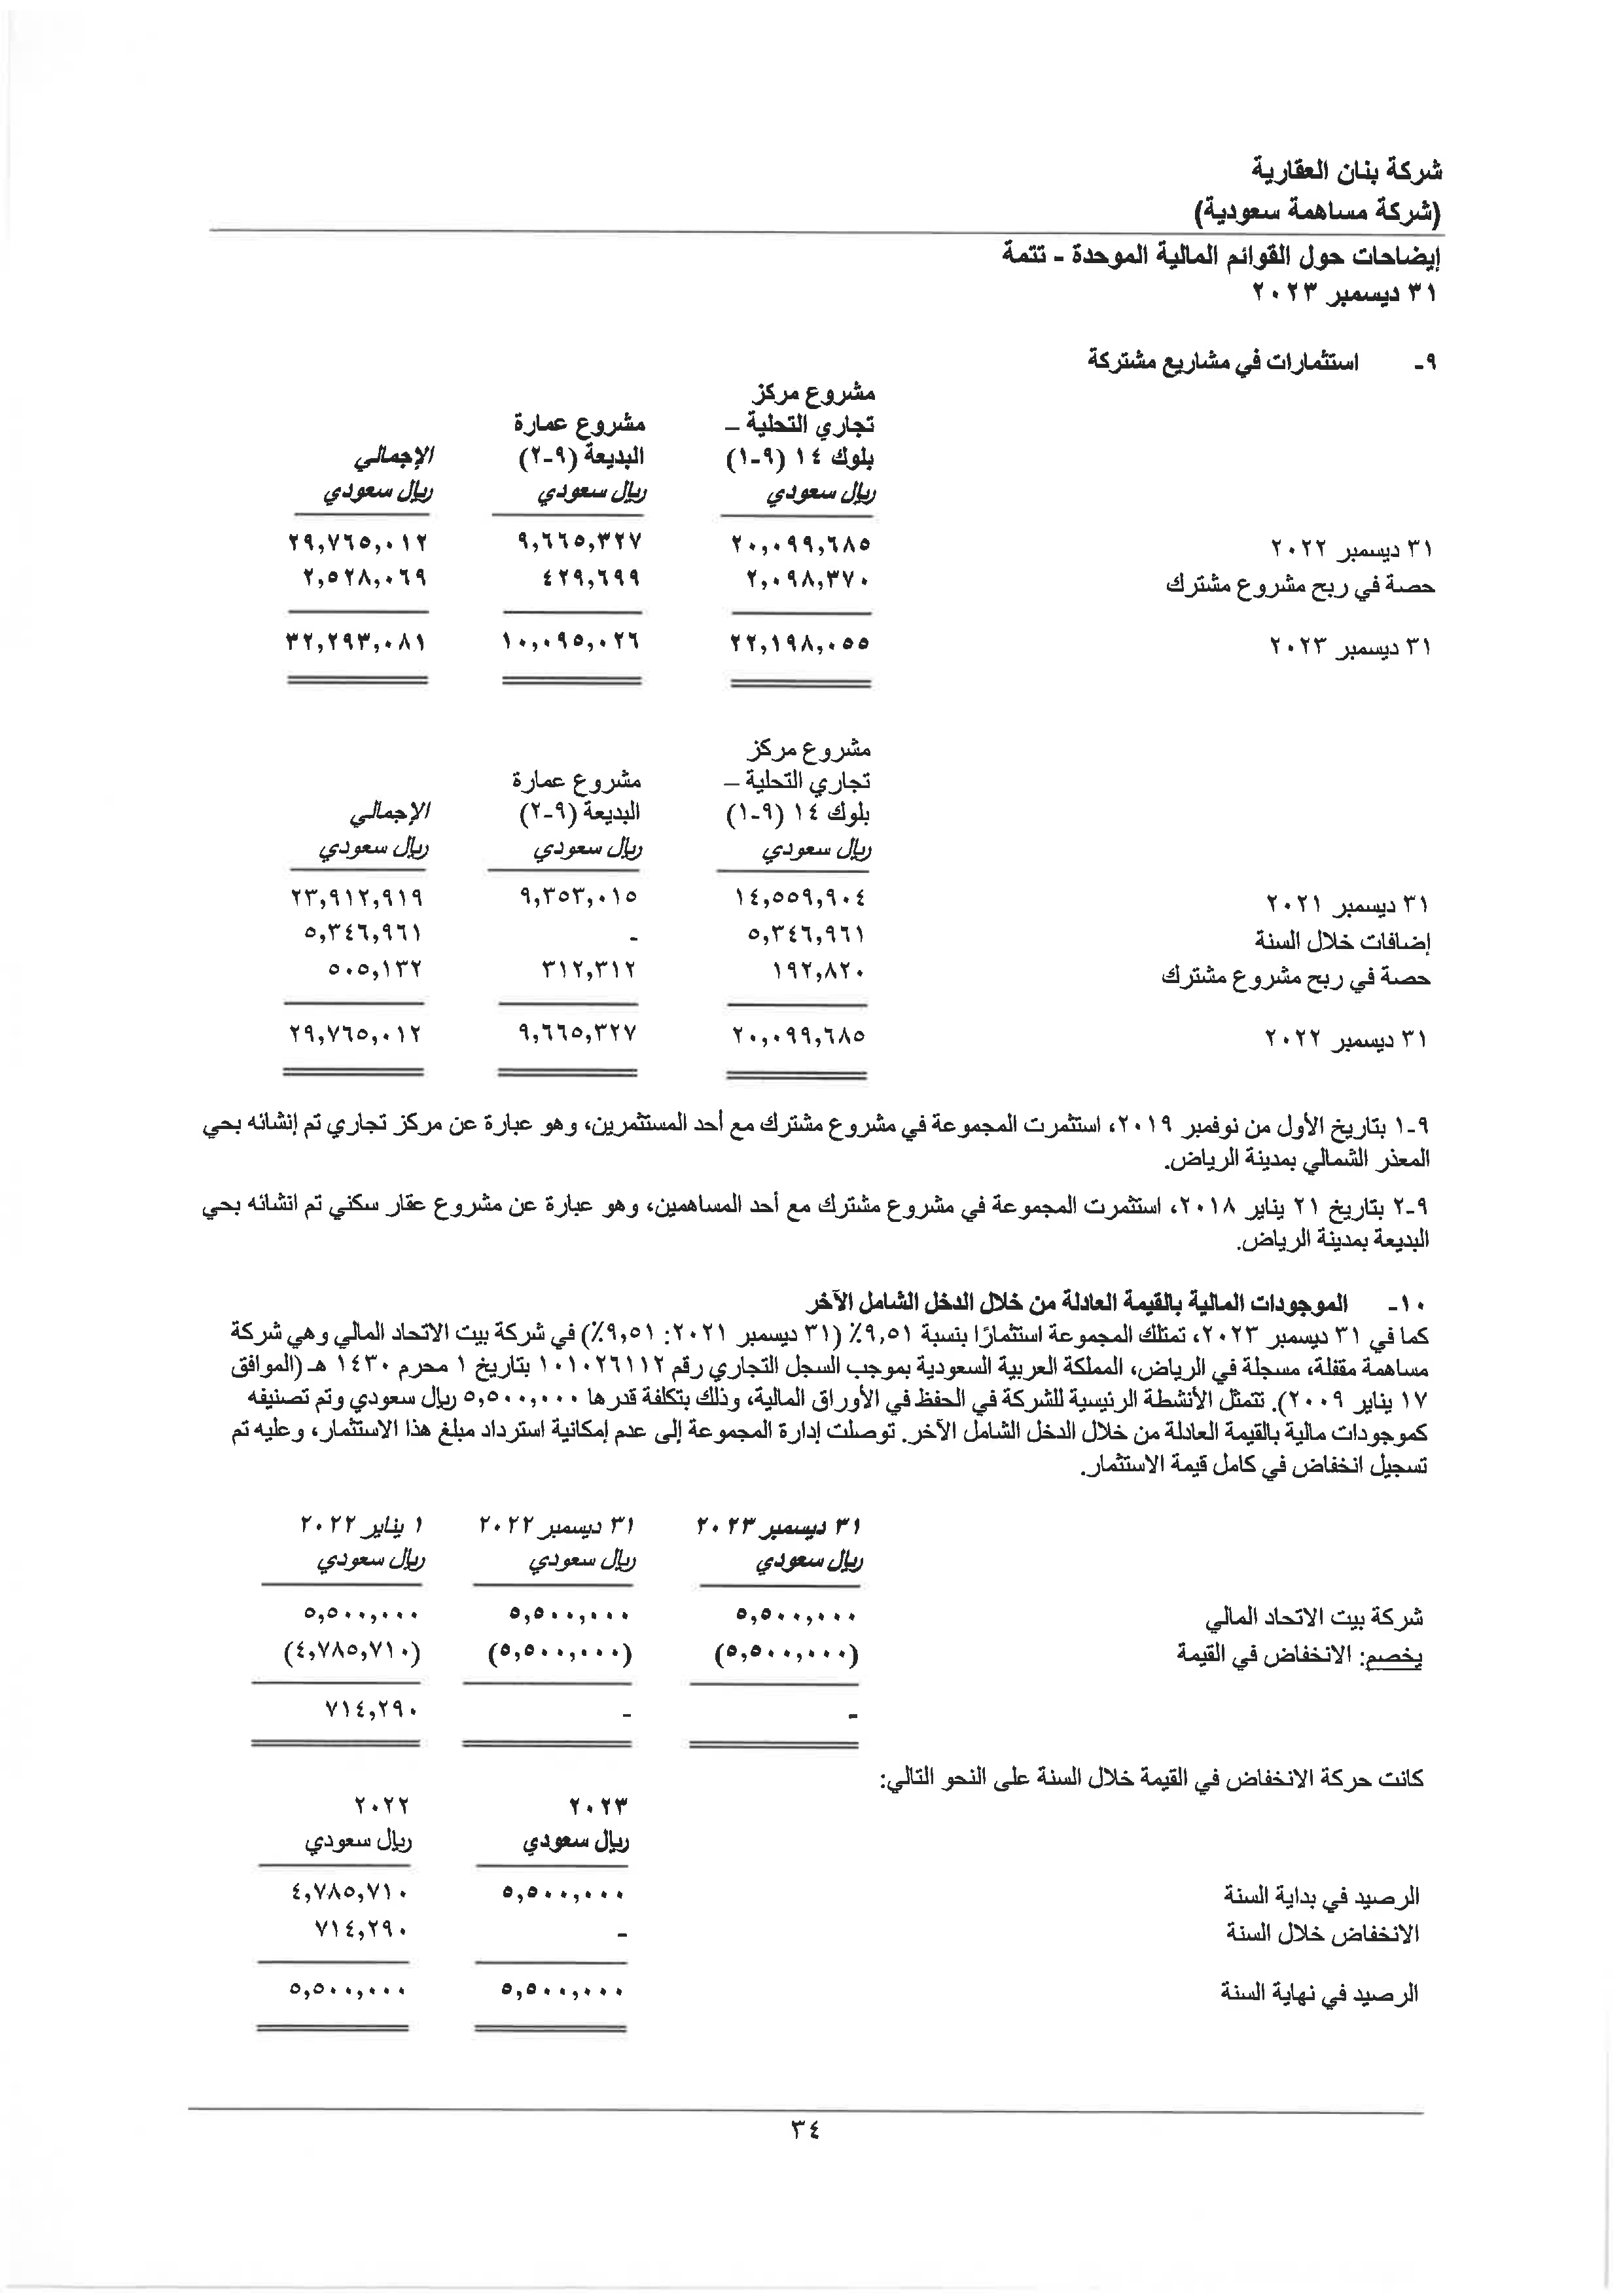 شركة بنان العقارية
(شركة مساهمة سعودية)
إيضاحات حول القوائم المالية الموحدة - تتمة
٣١ ديسمبر ٢٠٢٣
٩- استثمارات في مشاريع مشتركة
مشروع مركز
تجاري التحلية – مشروع عمارة
بلوك ١٤ (٩-١) البديعة (٩-٢) الإجمالي
ريال سعودي ريال سعودي ريال سعودي
٣١ ديسمبر ٢٠٢٢ ٢٠,٠٩٩,٦٨٥ ٩,٦٦٥,٣٢٧ ٢٩,٧٦٥,٠١٢
حصة في ربح مشروع مشترك ٢,٠٩٨,٣٧٠ ٤٢٩,٦٩٩ ٢,٥٢٨,٠٦٩
٣١ ديسمبر ٢٠٢٣ ٢٢,١٩٨,٠٥٥ ١٠,٠٩٥,٠٢٦ ٣٢,٢٩٣,٠٨١
مشروع مركز
تجاري التحلية – مشروع عمارة
بلوك ١٤ (٩-١) البديعة (٩-٢) الإجمالي
ريال سعودي ريال سعودي ريال سعودي
٣١ ديسمبر ٢٠٢١ ١٤,٥٥٩,٩٠٤ ٩,٣٥٣,٠١٥ ٢٣,٩١٢,٩١٩
إضافات خلال السنة ٥,٣٤٦,٩٦١ - ٥,٣٤٦,٩٦١
حصة في ربح مشروع مشترك ١٩٢,٨٢٠ ٣١٢,٣١٢ ٥٠٥,١٣٢
٣١ ديسمبر ٢٠٢٢ ٢٠,٠٩٩,٦٨٥ ٩,٦٦٥,٣٢٧ ٢٩,٧٦٥,٠١٢
٩-١ بتاريخ الأول من نوفمبر ٢٠١٩، استثمرت المجموعة في مشروع مشترك مع أحد المستثمرين، وهو عبارة عن مركز تجاري تم إنشائه بحي
المعذر الشمالي بمدينة الرياض.
٩-٢ بتاريخ ٢١ يناير ٢٠١٨، استثمرت المجموعة في مشروع مشترك مع أحد المساهمين، وهو عبارة عن مشروع عقار سكني تم انشائه بحي
البديعة بمدينة الرياض.
١٠- الموجودات المالية بالقيمة العادلة من خلال الدخل الشامل الآخر
كما في ٣١ ديسمبر ٢٠٢٣، تمتلك المجموعة استثمارًا بنسبة ٩,٥١٪ (٣١ ديسمبر ٢٠٢١: ٩,٥١٪) في شركة بيت الاتحاد المالي وهي شركة
مساهمة مقفلة، مسجلة في الرياض، المملكة العربية السعودية بموجب السجل التجاري رقم ١٠١٠٢٦١١٢ بتاريخ ١ محرم ١٤٣٠ هـ (الموافق
١٧ يناير ٢٠٠٩). تتمثل الأنشطة الرئيسية للشركة في الحفظ في الأوراق المالية، وذلك بتكلفة قدرها ٥,٥٠٠,٠٠٠ ريال سعودي وتم تصنيفه
كموجودات مالية بالقيمة العادلة من خلال الدخل الشامل الآخر. توصلت إدارة المجموعة إلى عدم إمكانية استرداد مبلغ هذا الاستثمار، وعليه تم
تسجيل انخفاض في كامل قيمة الاستثمار.
٣١ ديسمبر ٢٠٢٣ ٣١ ديسمبر ٢٠٢٢ ١ يناير ٢٠٢٢
ريال سعودي ريال سعودي ريال سعودي
شركة بيت الاتحاد المالي ٥,٥٠٠,٠٠٠ ٥,٥٠٠,٠٠٠ ٥,٥٠٠,٠٠٠
يخصم: الانخفاض في القيمة (٥,٥٠٠,٠٠٠) (٥,٥٠٠,٠٠٠) (٤,٧٨٥,٧١٠)
- - ٧١٤,٢٩٠
كانت حركة الانخفاض في القيمة خلال السنة على النحو التالي:
٢٠٢٣ ٢٠٢٢
ريال سعودي ريال سعودي
الرصيد في بداية السنة ٥,٥٠٠,٠٠٠ ٤,٧٨٥,٧١٠
الانخفاض خلال السنة - ٧١٤,٢٩٠
الرصيد في نهاية السنة ٥,٥٠٠,٠٠٠ ٥,٥٠٠,٠٠٠
٣٤